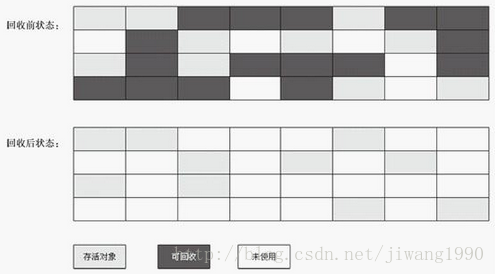 回收前状态：
回收后状态：
存活对象
可回收
未使用
http://blog.csdn.net/jiwang1990